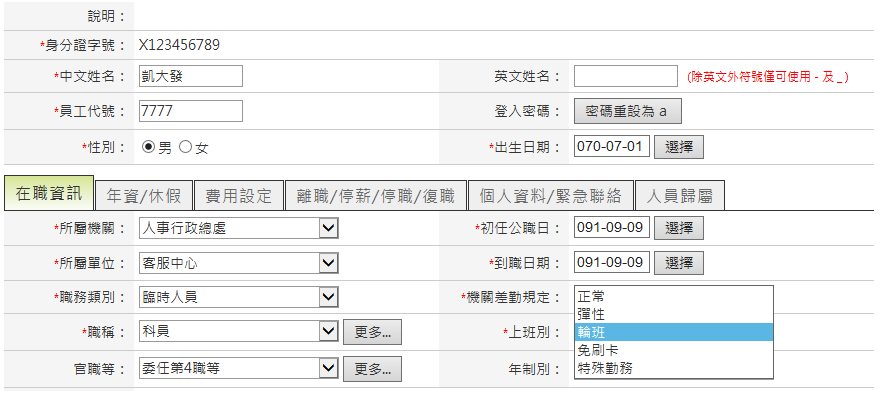 說明：
*身分證字號： X123456789
*中文姓名： 凱大發 英文姓名： (除英文外符號僅可使用 - 及 _ )
*員工代號： 7777 登入密碼： 密碼重設為 a
*性別： 男 女 *出生日期： 070-07-01 選擇
在職資訊 年資/休假 費用設定 離職/停薪/停職/復職 個人資料/緊急聯絡 人員歸屬
*所屬機關： 人事行政總處 *初任公職日： 091-09-09 選擇
*所屬單位： 客服中心 *到職日期： 091-09-09 選擇
*職務類別： 臨時人員 *機關差勤規定： 正常
彈性
*職稱： 科員 更多... *上班別： 輪班
免刷卡
官職等： 委任第4職等 更多... 年制別： 特殊勤務